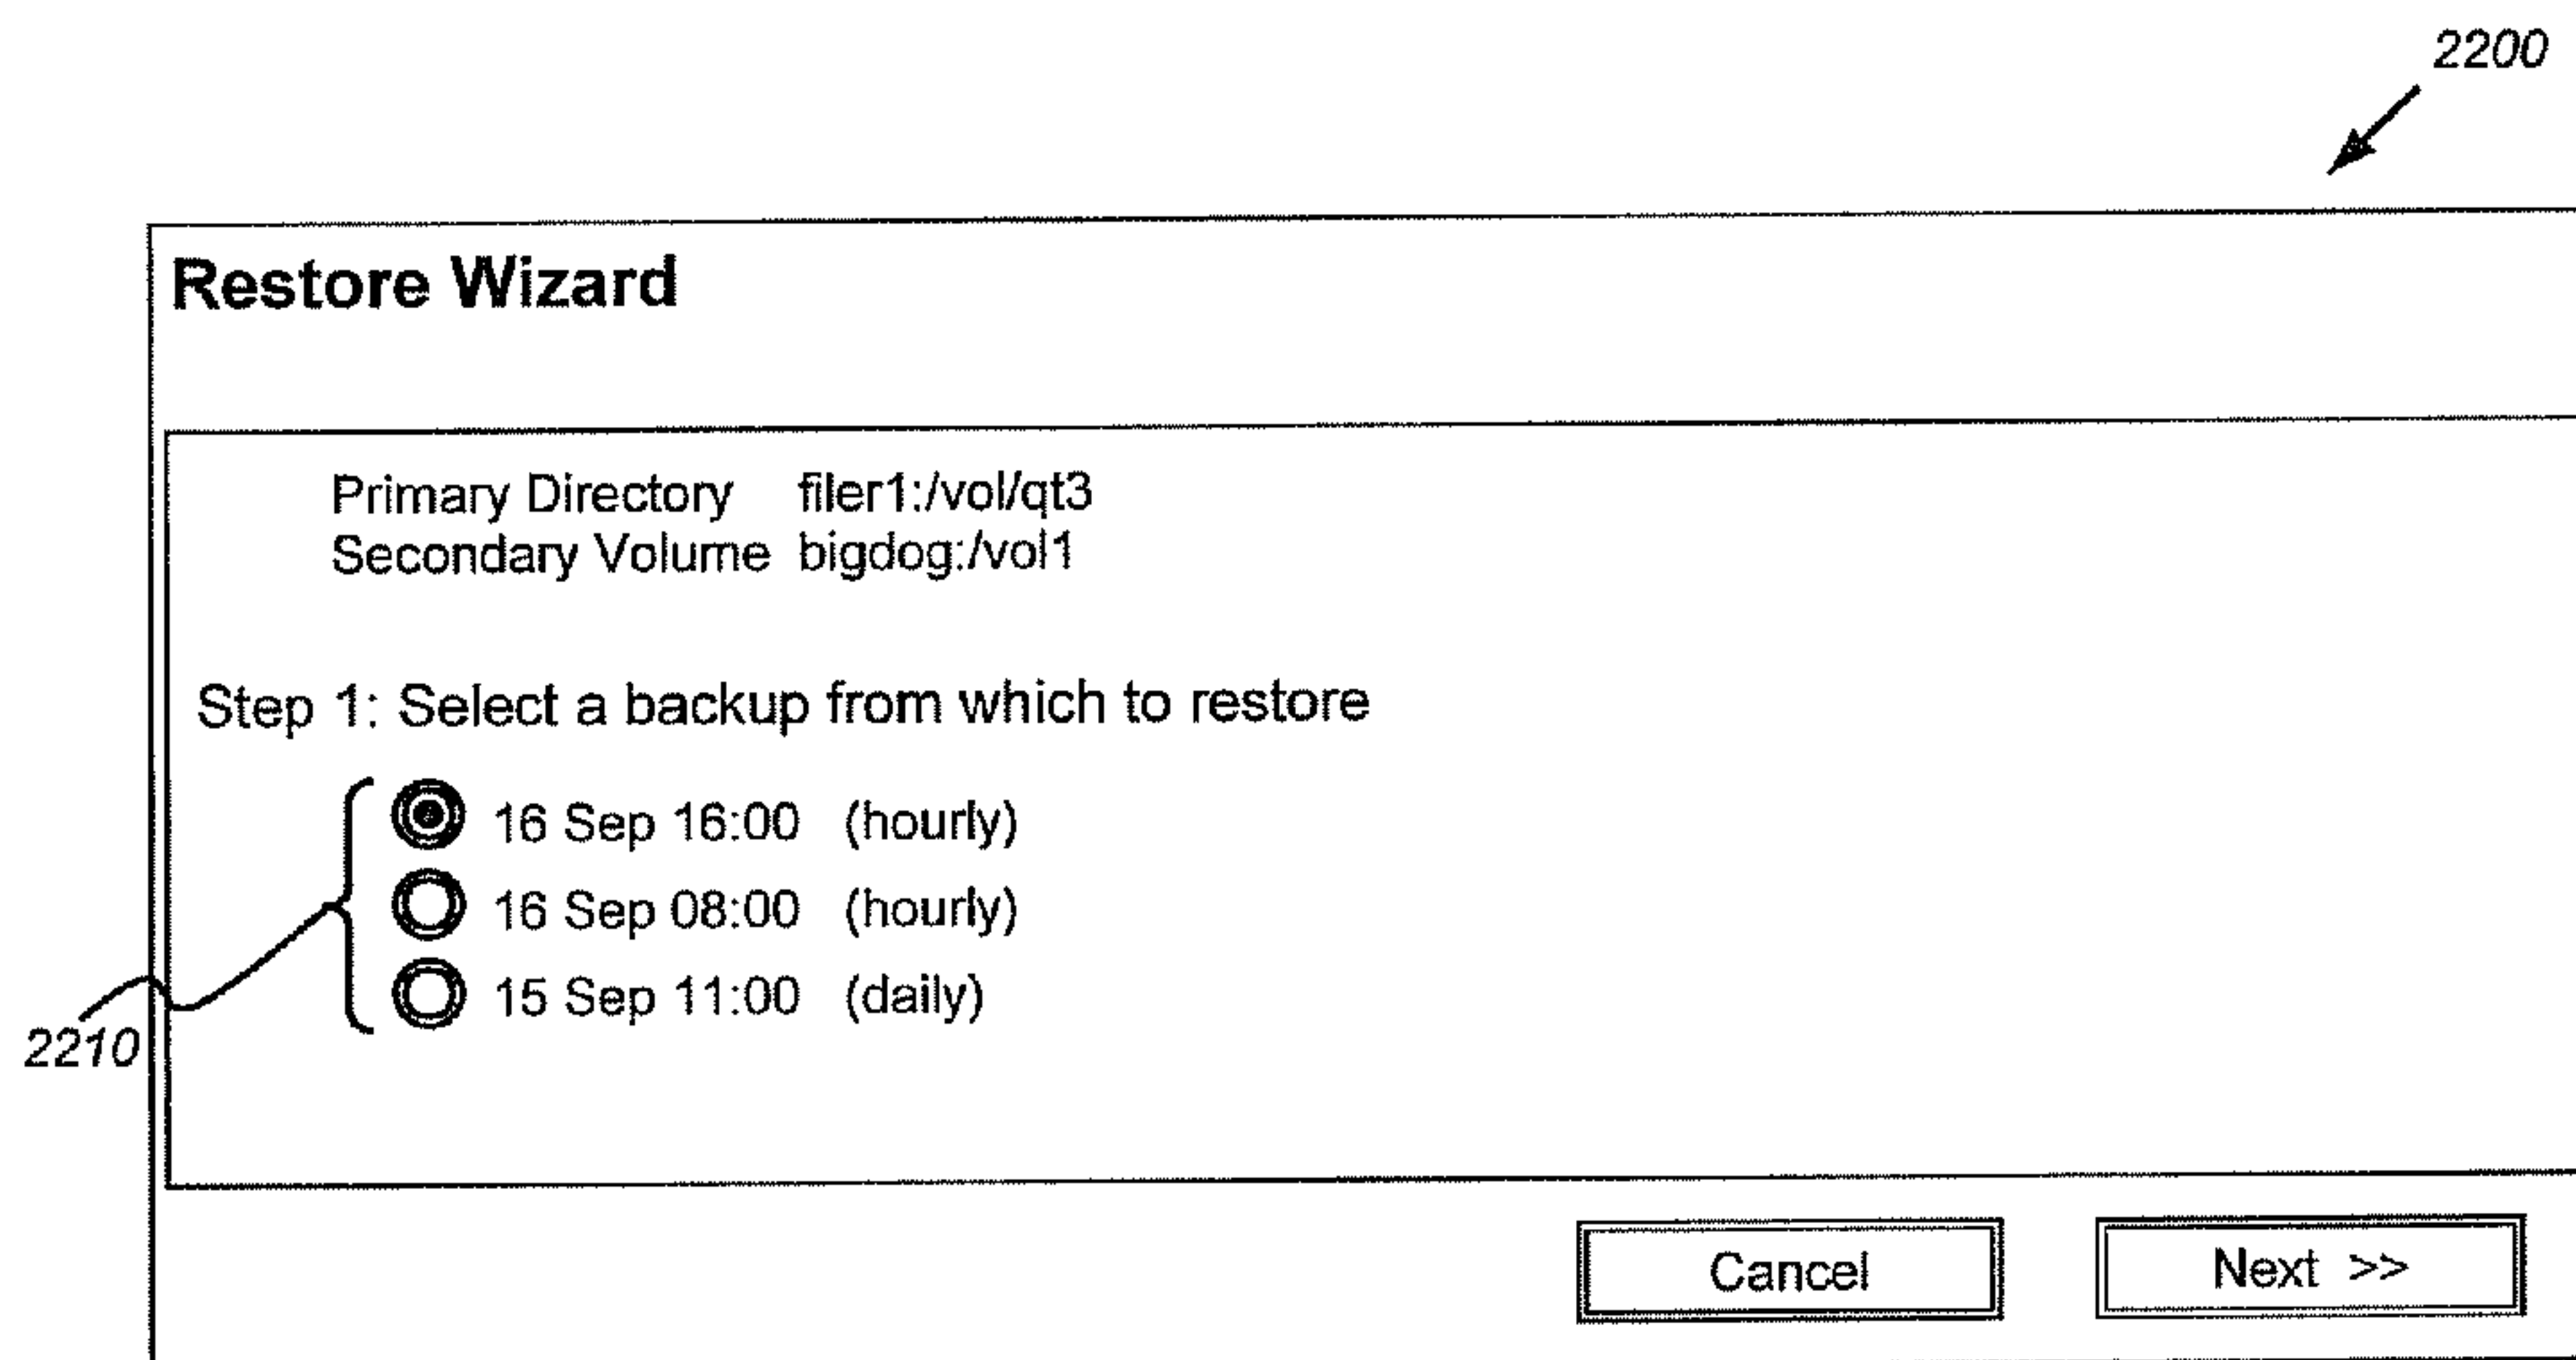 2200
Restore Wizard
Primary Directory filer1:/vol/qt3
Secondary Volume bigdog:/vol1
Step 1: Select a backup from which to restore
16 Sep 16:00 (hourly)
16 Sep 08:00 (hourly)
15 Sep 11:00 (daily)
2210
Cancel
Next >>